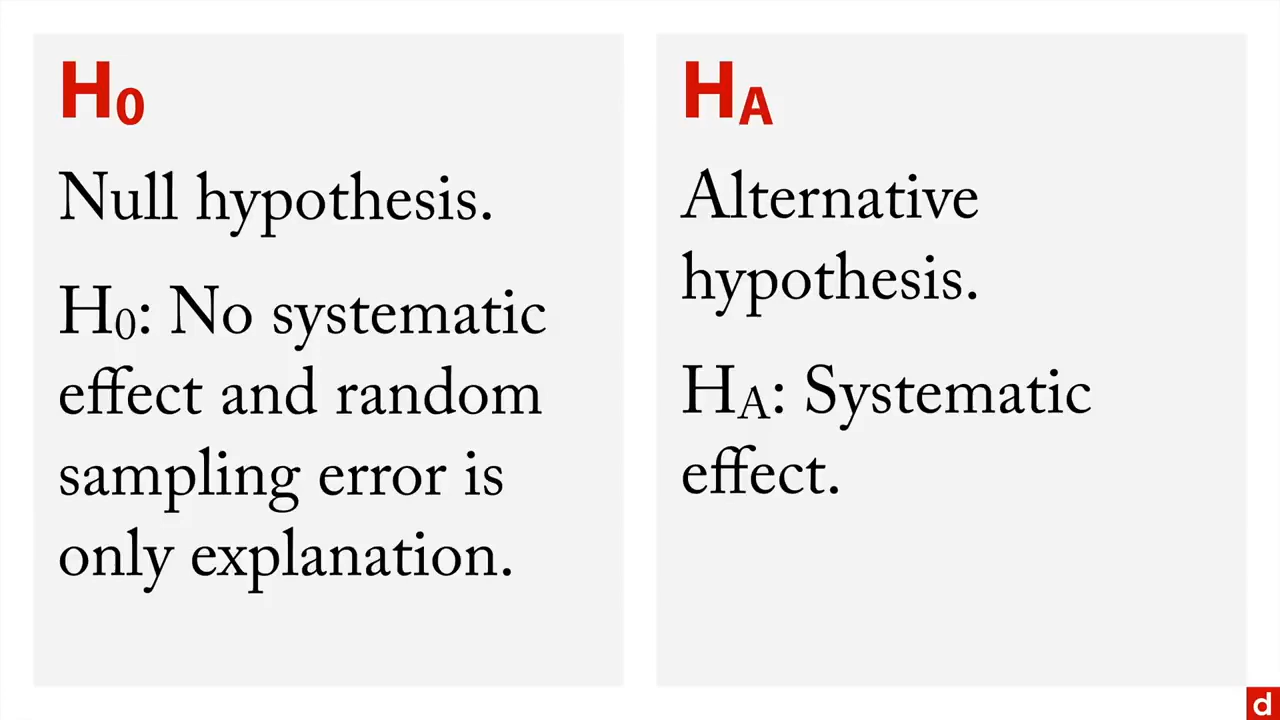 H0
Null hypothesis.
H0: No systematic
effect and random
sampling error is
only explanation.
HA
Alternative
hypothesis.
HA: Systematic
effect.
d